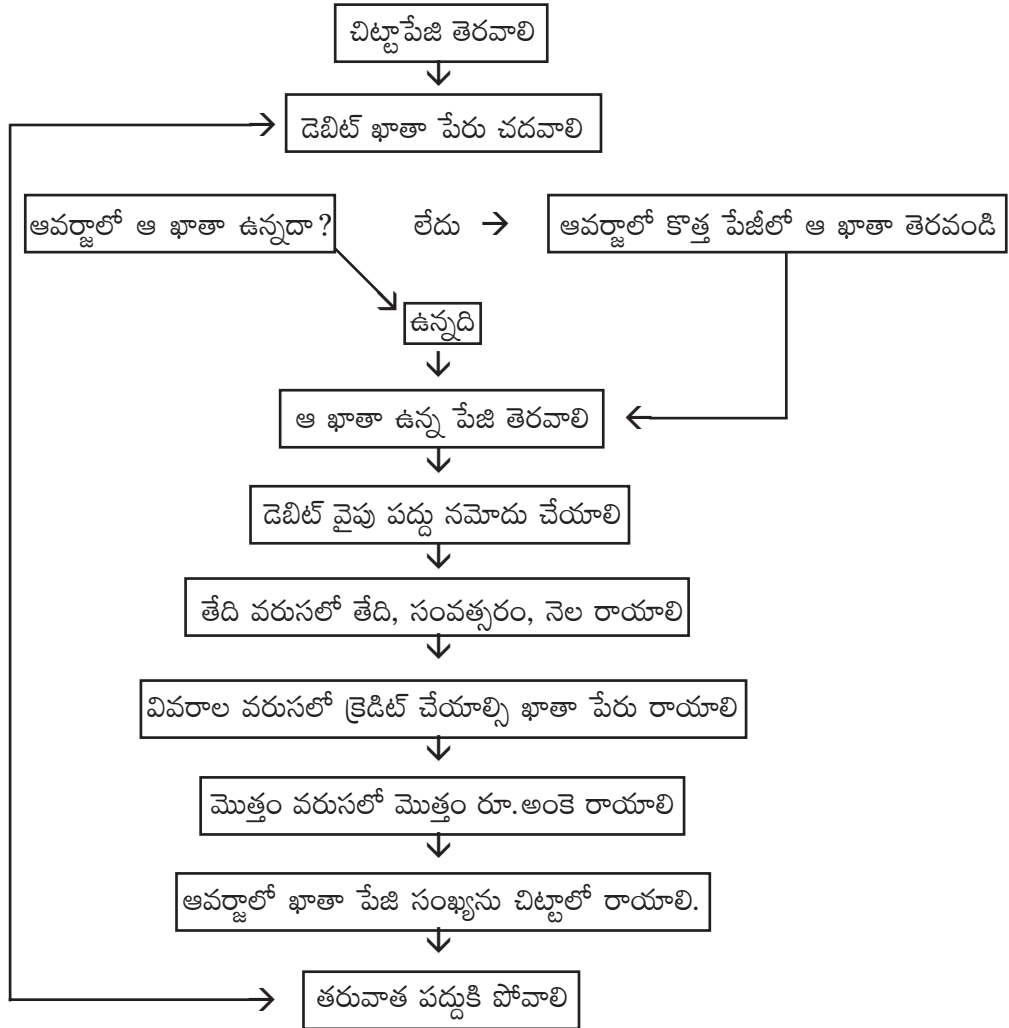 చిట్టాపేజి తెరవాలి
డెబిట్ ఖాతా పేరు చదవాలి
ఆవర్జాలో ఆ ఖాతా ఉన్నదా? లేదు → ఆవర్జాలో కొత్త పేజీలో ఆ ఖాతా తెరవండి
ఉన్నది
ఆ ఖాతా ఉన్న పేజి తెరవాలి
డెబిట్ వైపు పద్దు నమోదు చేయాలి
తేది వరుసలో తేది, సంవత్సరం, నెల రాయాలి
వివరాల వరుసలో క్రెడిట్ చేయాల్సి ఖాతా పేరు రాయాలి
మొత్తం వరుసలో మొత్తం రూ.అంకె రాయాలి
ఆవర్జాలో ఖాతా పేజి సంఖ్యను చిట్టాలో రాయాలి.
తరువాత పద్దుకి పోవాలి